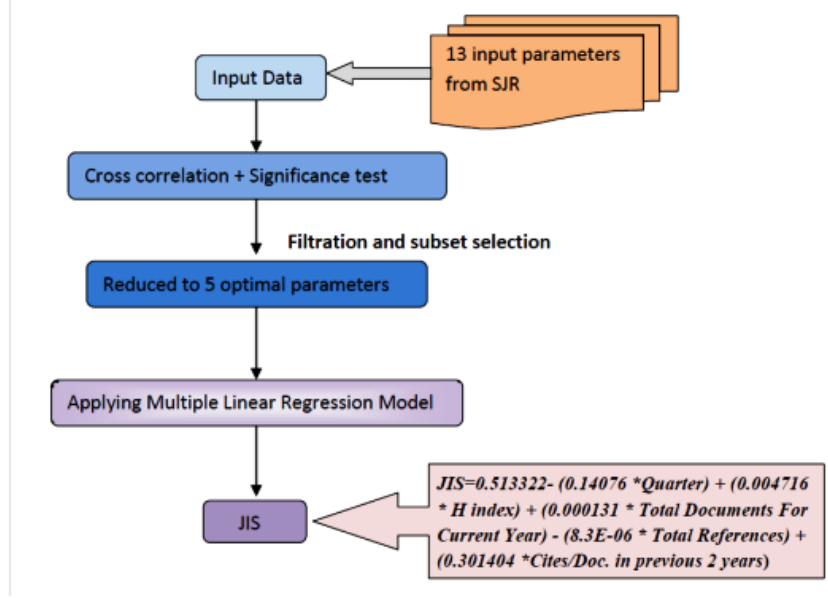 13 input parameters
from SJR
Input Data
Cross correlation + Significance test
Filtration and subset selection
Reduced to 5 optimal parameters
Applying Multiple Linear Regression Model
JIS=0.513322- (0.14076 *Quarter) + (0.004716
* H index) + (0.000131 * Total Documents For
Current Year) - (8.3E-06 * Total References) +
(0.301404 *Cites/Doc. in previous 2 years)
JIS